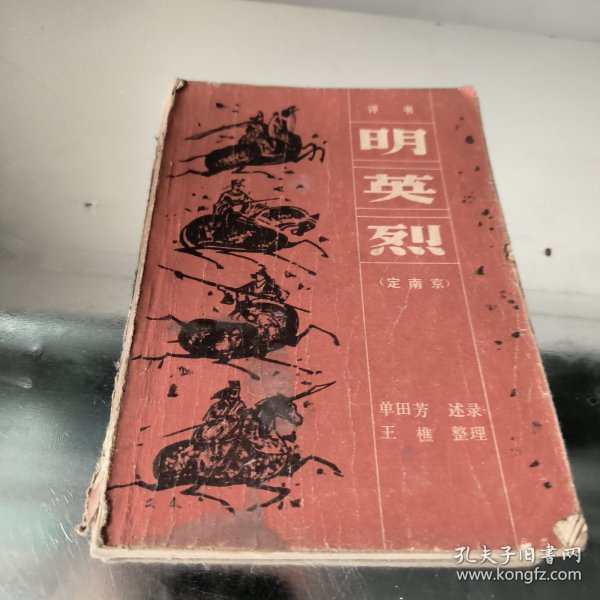 评书
明英烈
（定南京）
单田芳 述录
王樵 整理
孔夫子旧书网
www.kongfz.com